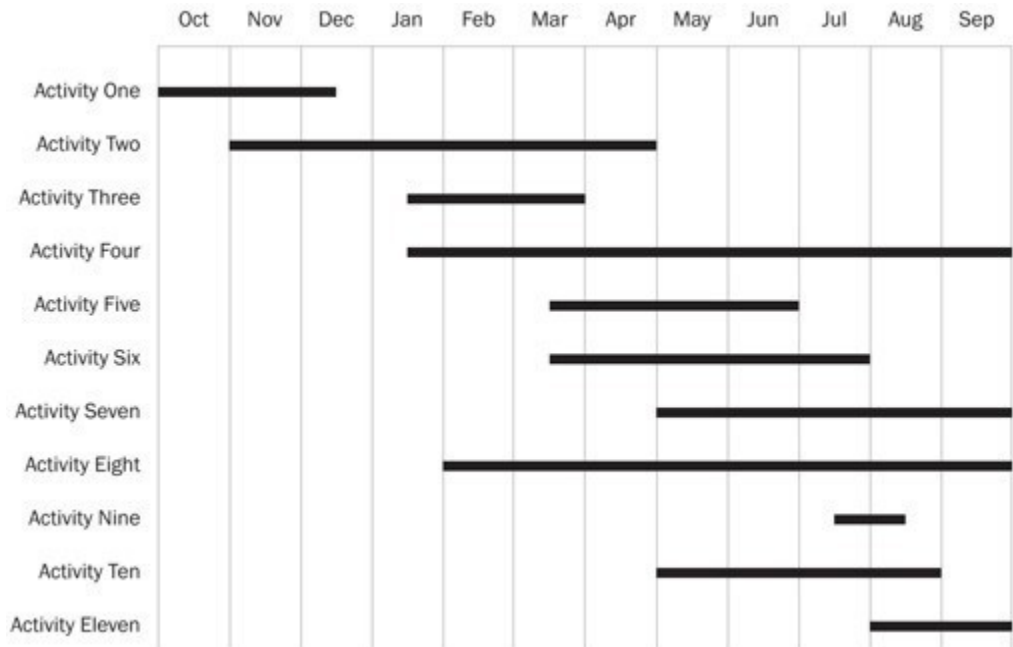 Oct Nov Dec Jan Feb Mar Apr May Jun Jul Aug Sep
Activity One
Activity Two
Activity Three
Activity Four
Activity Five
Activity Six
Activity Seven
Activity Eight
Activity Nine
Activity Ten
Activity Eleven